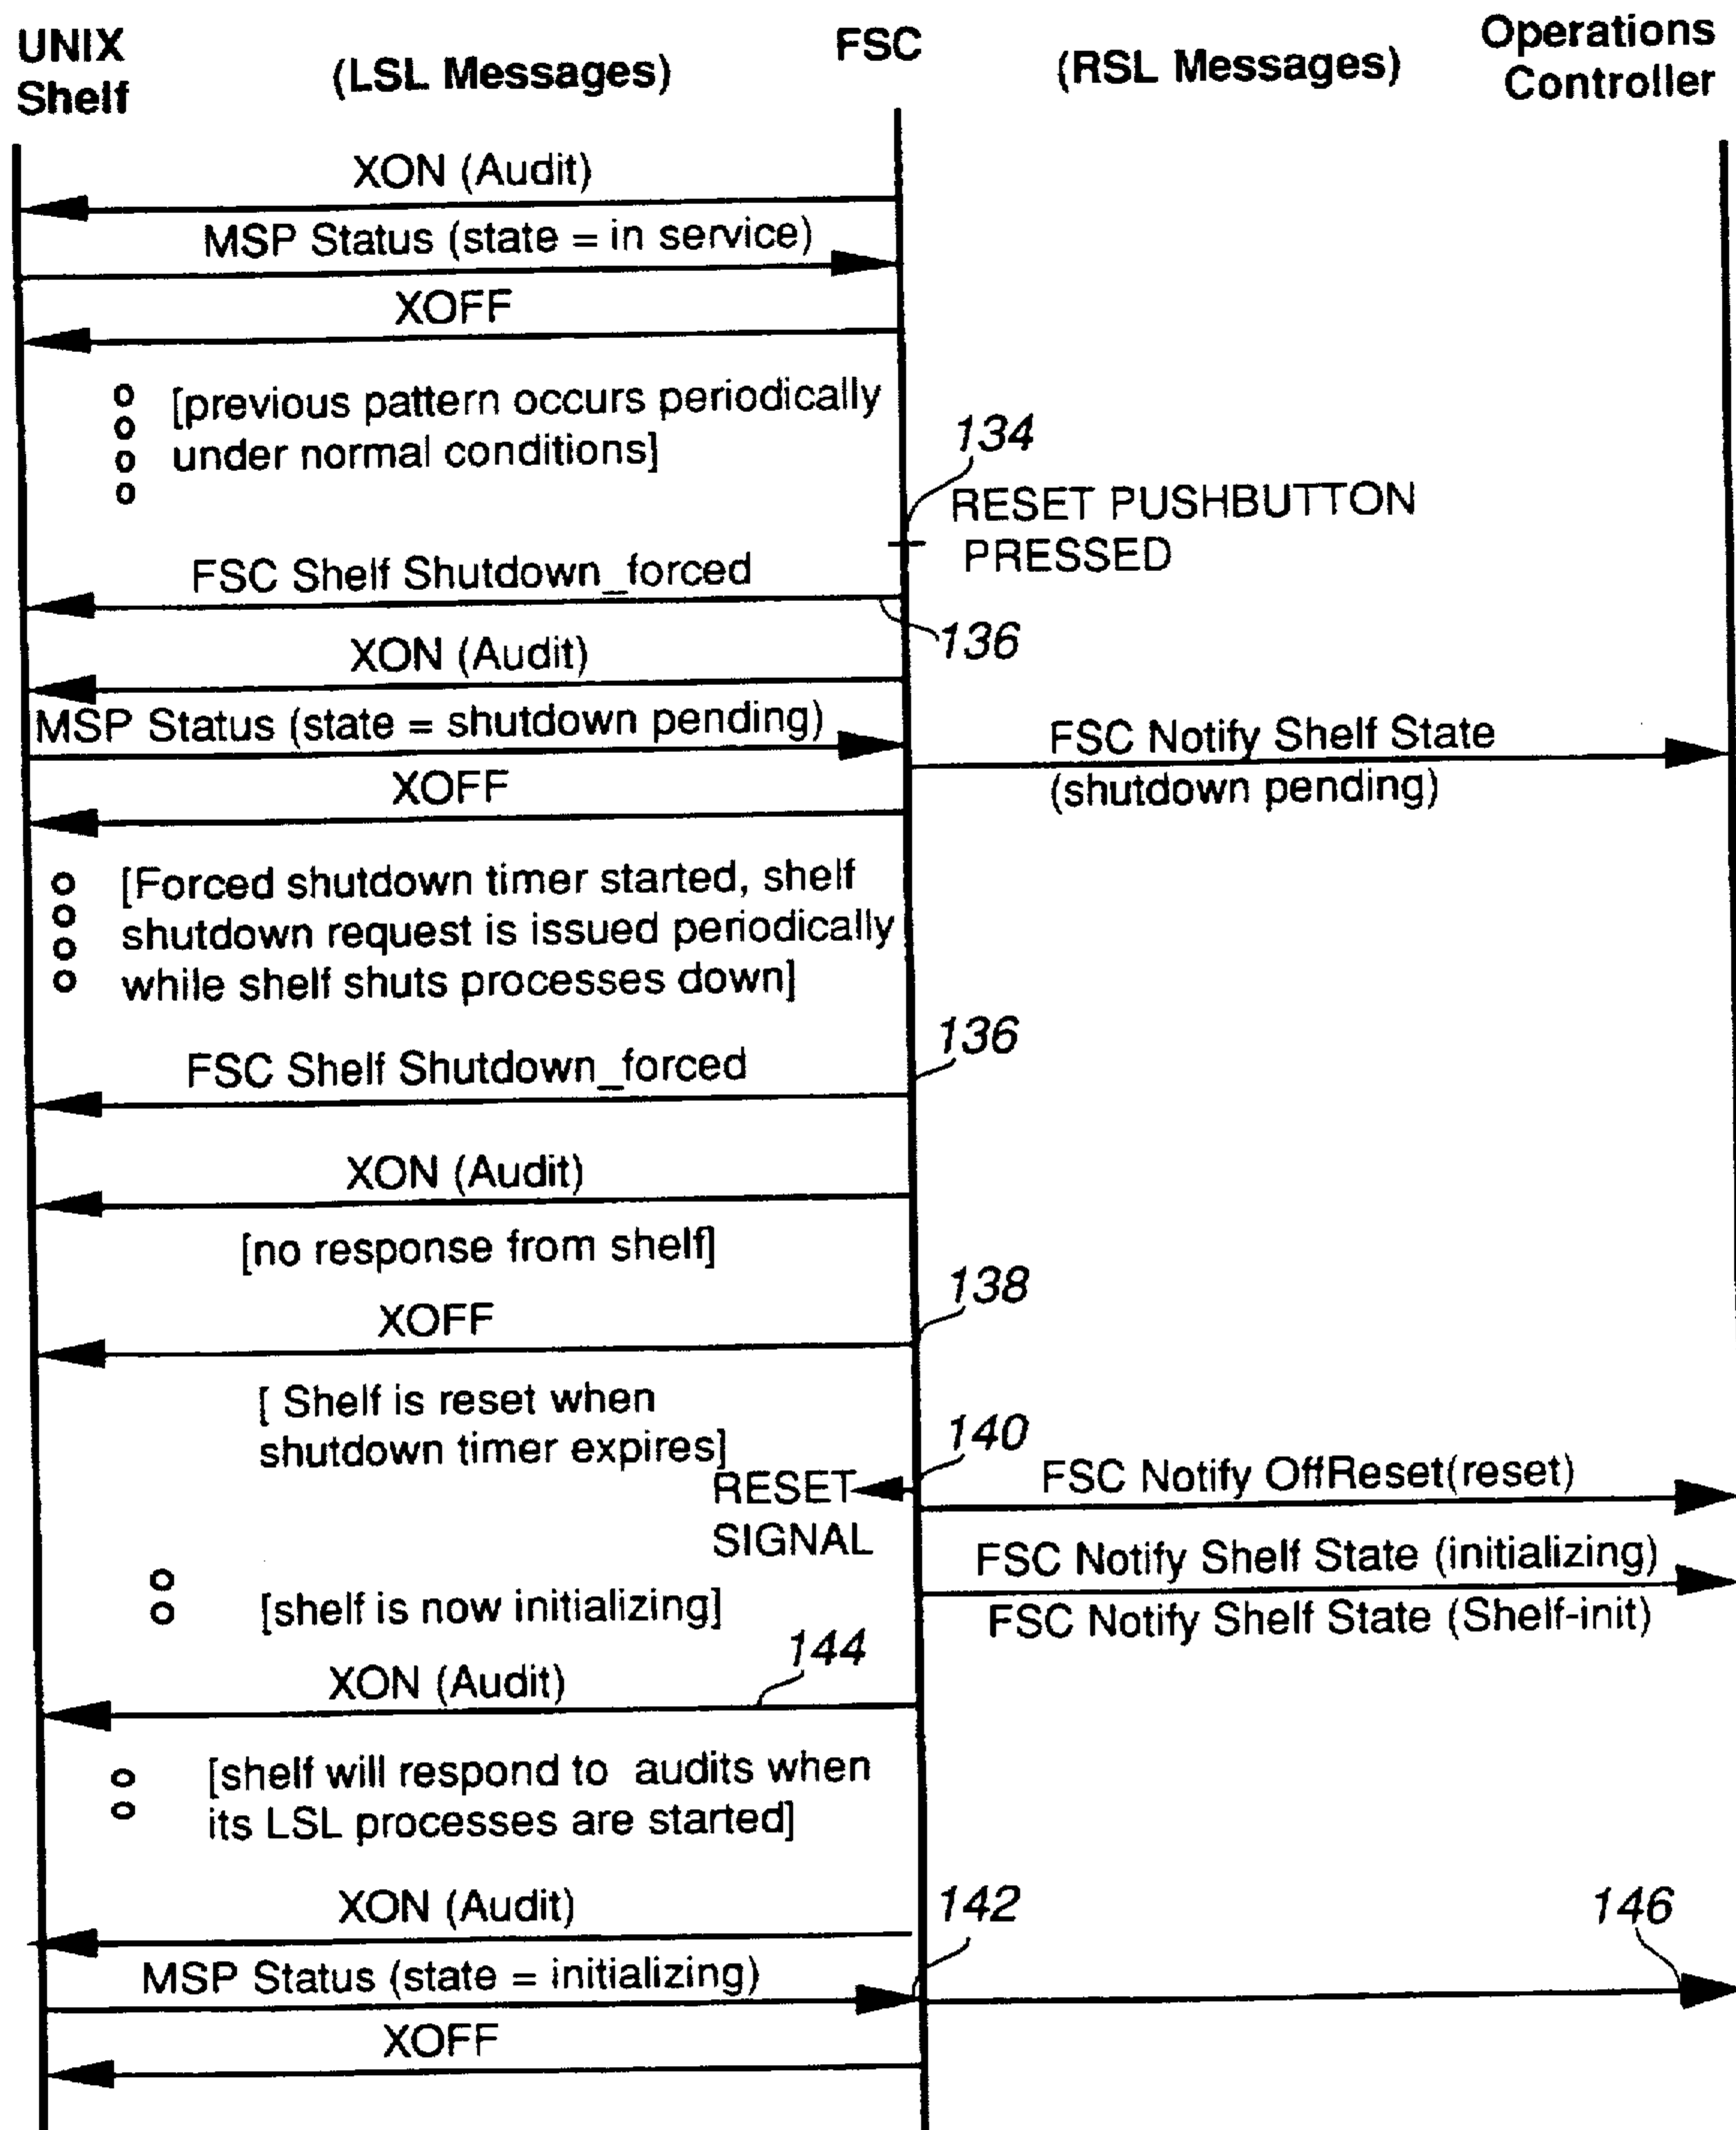 UNIX
Shelf
(LSL Messages)
FSC
(RSL Messages)
Operations
Controller
XON (Audit)
MSP Status (state = in service)
XOFF
[previous pattern occurs periodically
under normal conditions]
134
RESET PUSHBUTTON
PRESSED
FSC Shelf Shutdown_forced
136
XON (Audit)
MSP Status (state = shutdown pending)
FSC Notify Shelf State
(shutdown pending)
XOFF
[Forced shutdown timer started, shelf
shutdown request is issued periodically
while shelf shuts processes down]
136
FSC Shelf Shutdown_forced
XON (Audit)
[no response from shelf]
138
XOFF
[ Shelf is reset when
shutdown timer expires]
140
RESET
SIGNAL
FSC Notify OffReset(reset)
FSC Notify Shelf State (initializing)
[shelf is now initializing]
FSC Notify Shelf State (Shelf-init)
144
XON (Audit)
[shelf will respond to audits when
its LSL processes are started]
XON (Audit)
142
146
MSP Status (state = initializing)
XOFF